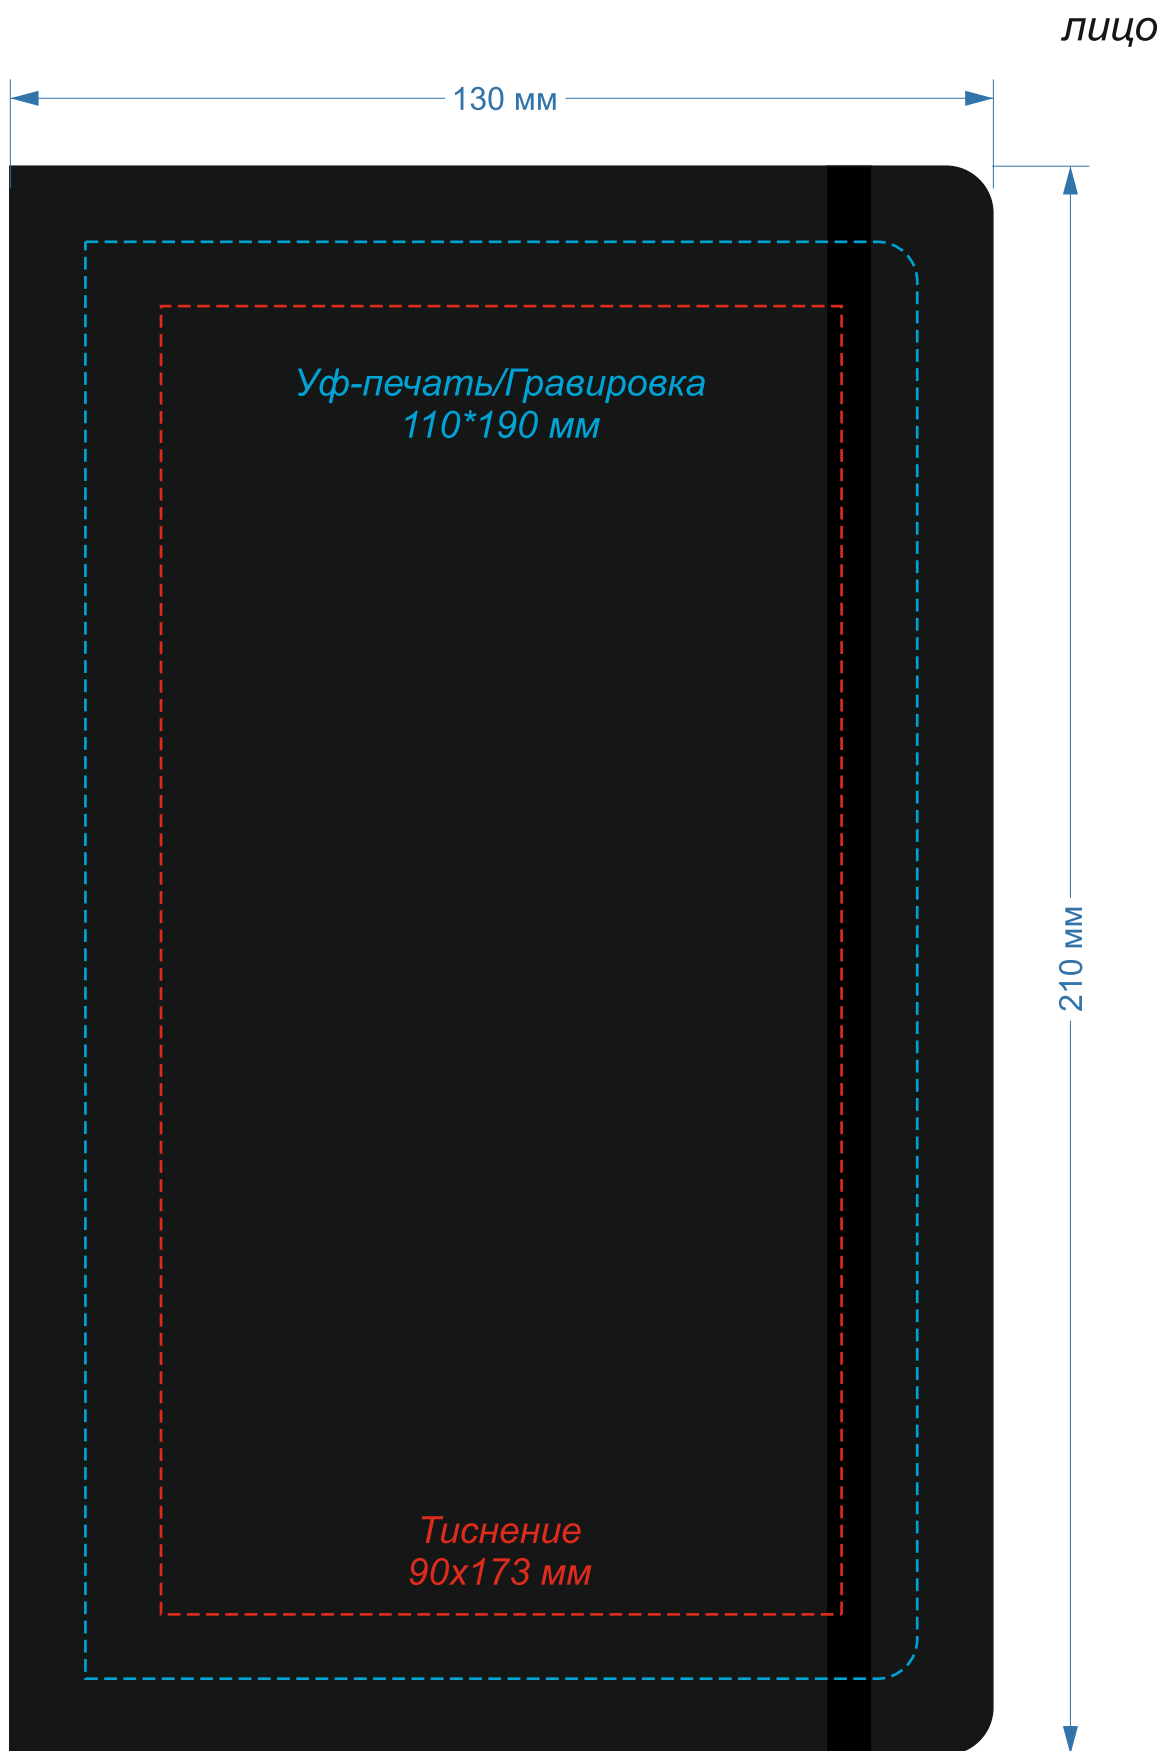 лицо
130 мм
Уф-печать/Гравировка
110*190 мм
210 мм
Тиснение
90х173 мм